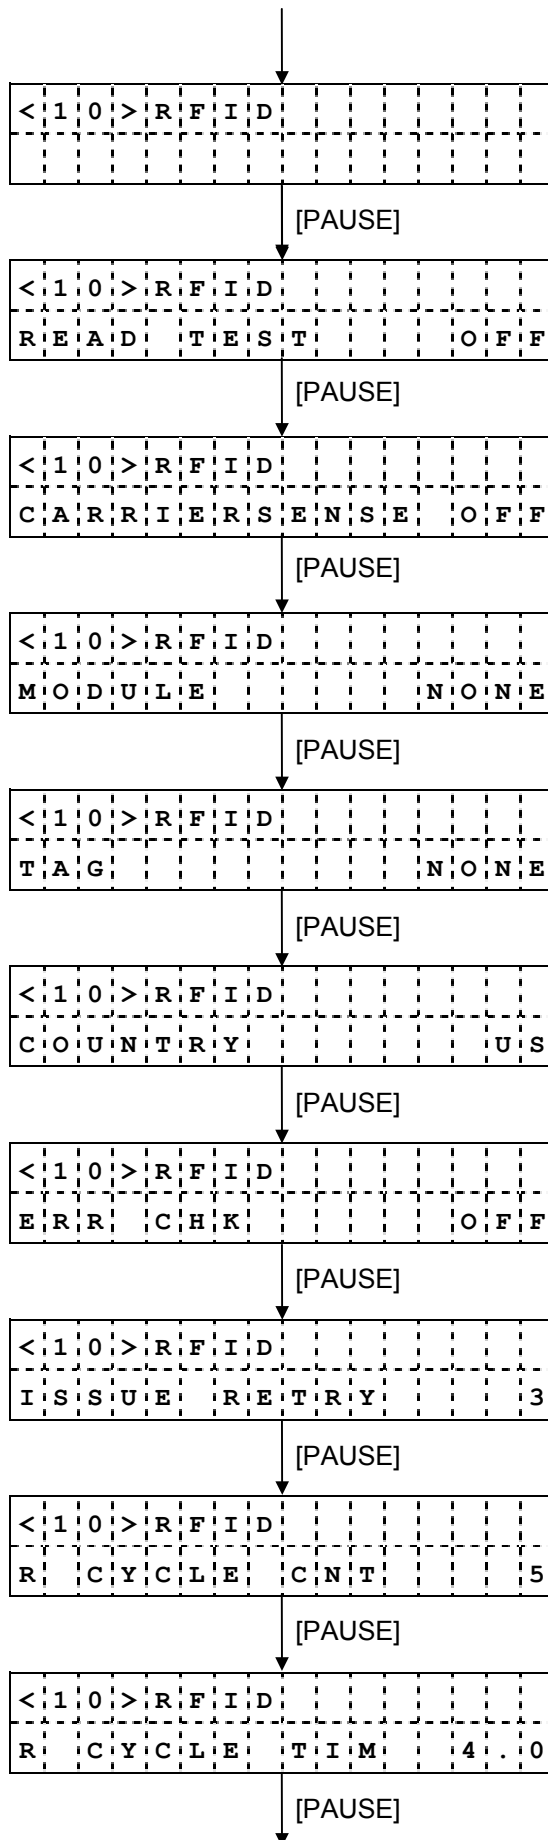 <10>RFID
[PAUSE]
<10>RFID
READ TEST OFF
[PAUSE]
<10>RFID
CARRIERSENSE OFF
[PAUSE]
<10>RFID
MODULE NONE
[PAUSE]
<10>RFID
TAG NONE
[PAUSE]
<10>RFID
COUNTRY US
[PAUSE]
<10>RFID
ERR CHK OFF
[PAUSE]
<10>RFID
ISSUE RETRY 3
[PAUSE]
<10>RFID
R CYCLE CNT 5
[PAUSE]
<10>RFID
R CYCLE TIM 4.0
[PAUSE]